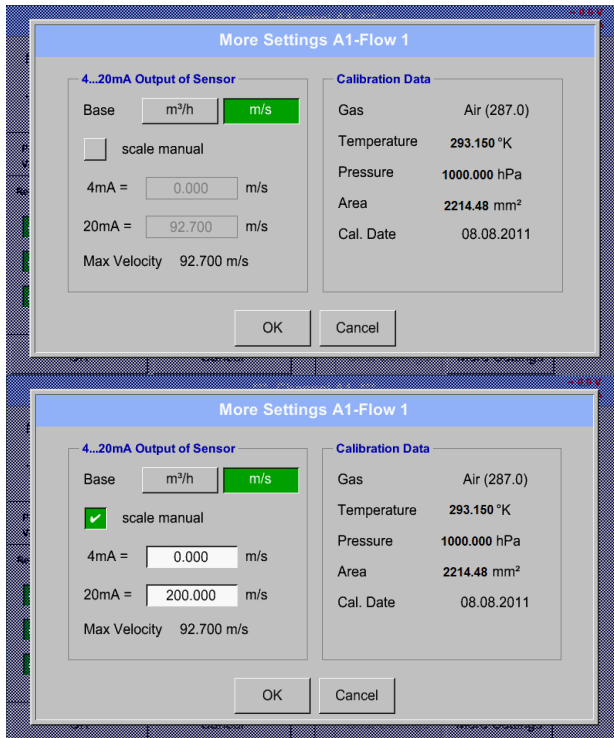 *** Channel A1 ***
More Settings A1-Flow 1
4...20mA Output of Sensor
Base m³/h m/s
scale manual
4mA = 0.000 m/s
20mA = 92.700 m/s
Max Velocity 92.700 m/s
Calibration Data
Gas Air (287.0)
Temperature 293.150 °K
Pressure 1000.000 hPa
Area 2214.48 mm²
Cal. Date 08.08.2011
OK Cancel
More Settings A1-Flow 1
4...20mA Output of Sensor
Base m³/h m/s
scale manual
4mA = 0.000 m/s
20mA = 200.000 m/s
Max Velocity 92.700 m/s
Calibration Data
Gas Air (287.0)
Temperature 293.150 °K
Pressure 1000.000 hPa
Area 2214.48 mm²
Cal. Date 08.08.2011
OK Cancel